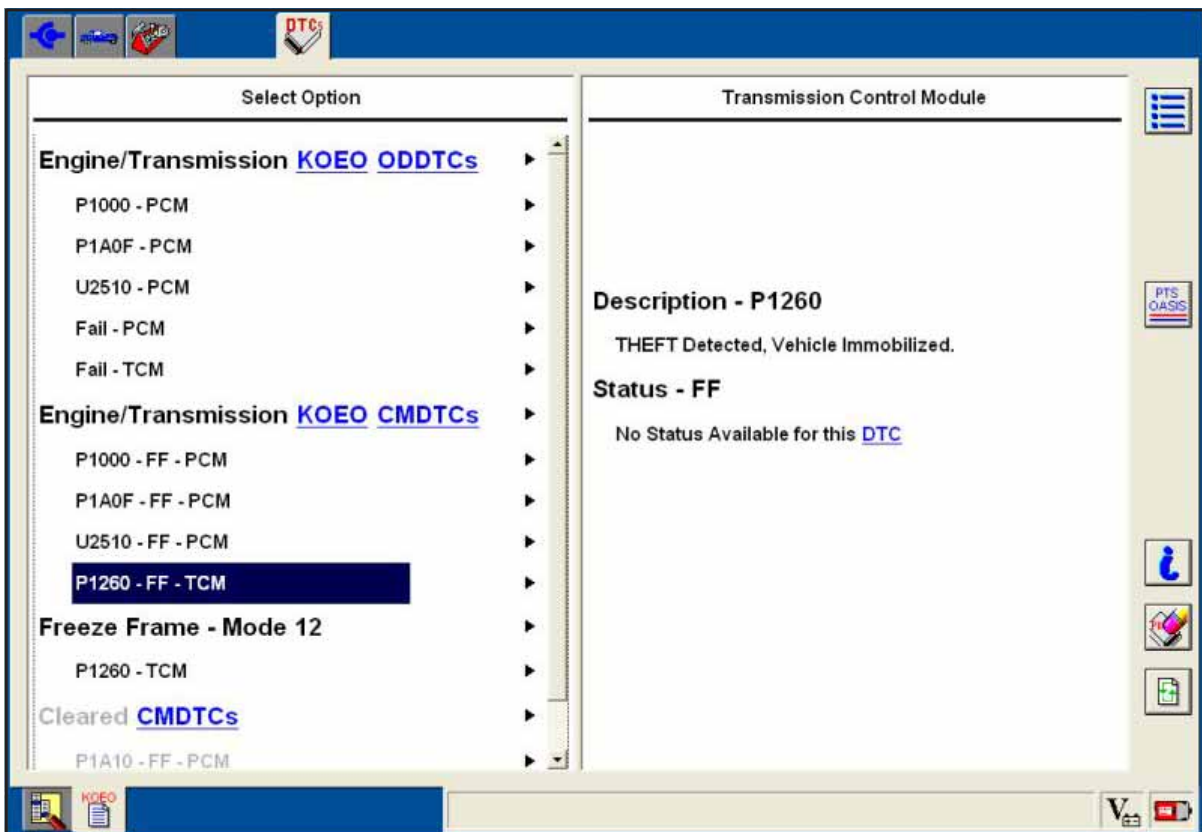 DTCs
Select Option
Engine/Transmission KOEO ODDTCs
P1000 - PCM
P1A0F - PCM
U2510 - PCM
Fail - PCM
Fail - TCM
Engine/Transmission KOEO CMDTCs
P1000 - FF - PCM
P1A0F - FF - PCM
U2510 - FF - PCM
P1260 - FF - TCM
Freeze Frame - Mode 12
P1260 - TCM
Cleared CMDTCs
P1A10 - FF - PCM
Transmission Control Module
Description - P1260
THEFT Detected, Vehicle Immobilized.
Status - FF
No Status Available for this DTC
PTS
OASIS
i
KOEO
V